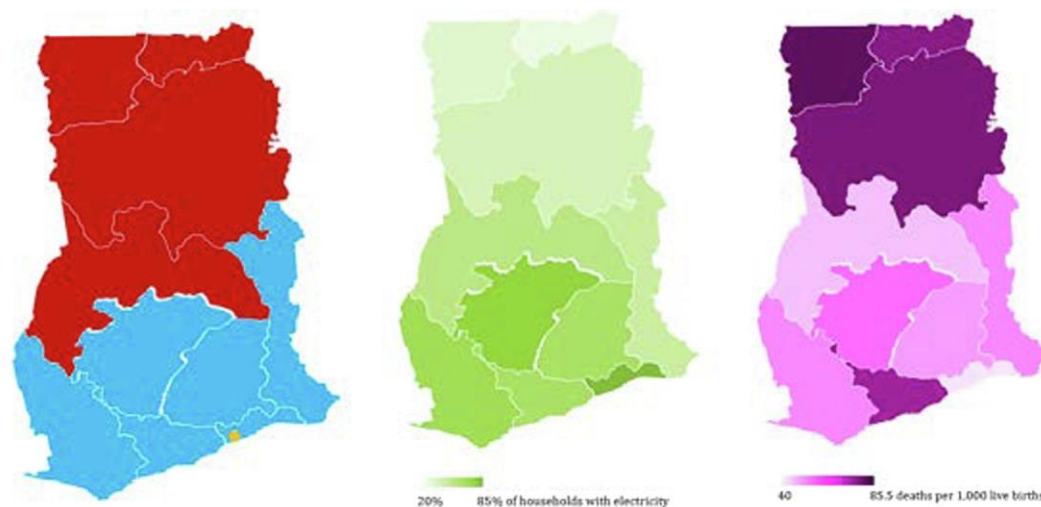 20% 85% of households with electricity
40 85.5 deaths per 1,000 live births